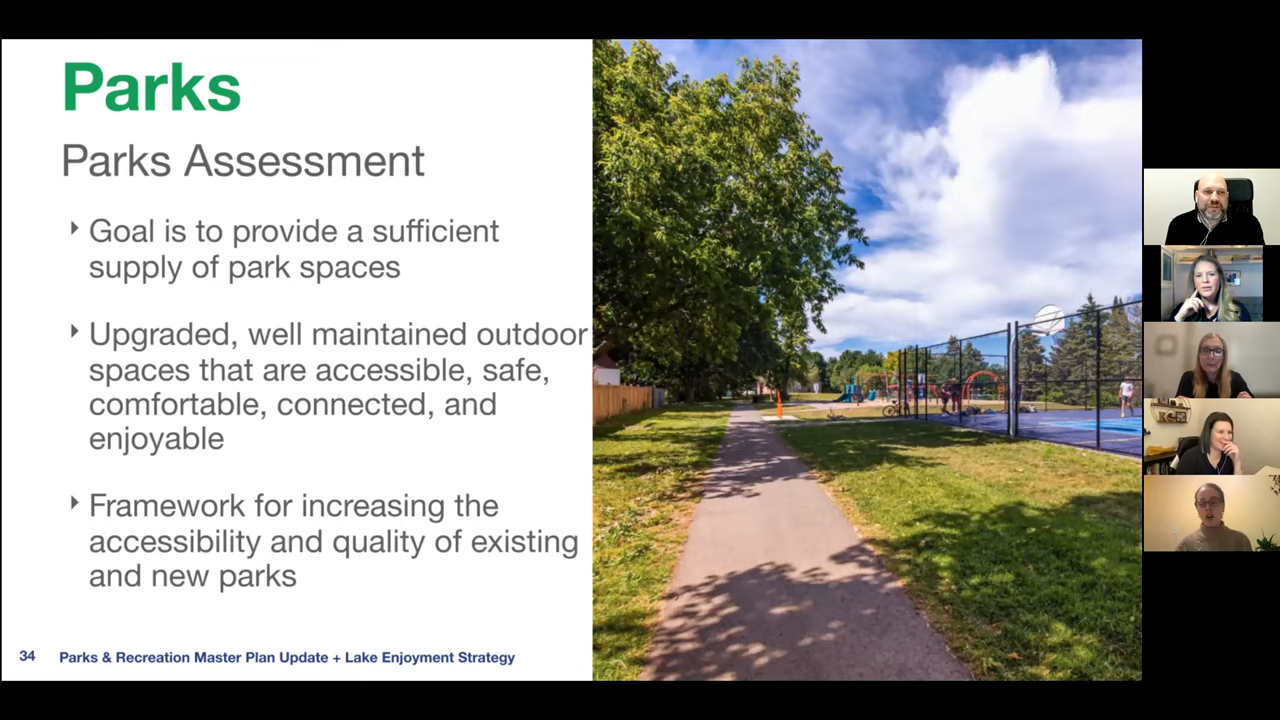 Parks
Parks Assessment
Goal is to provide a sufficient
supply of park spaces
Upgraded, well maintained outdoor
spaces that are accessible, safe,
comfortable, connected, and
enjoyable
Framework for increasing the
accessibility and quality of existing
and new parks
34 Parks & Recreation Master Plan Update + Lake Enjoyment Strategy